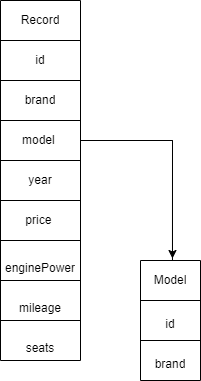 Record
id
brand
model
year
price
enginePower
mileage
seats
Model
id
brand